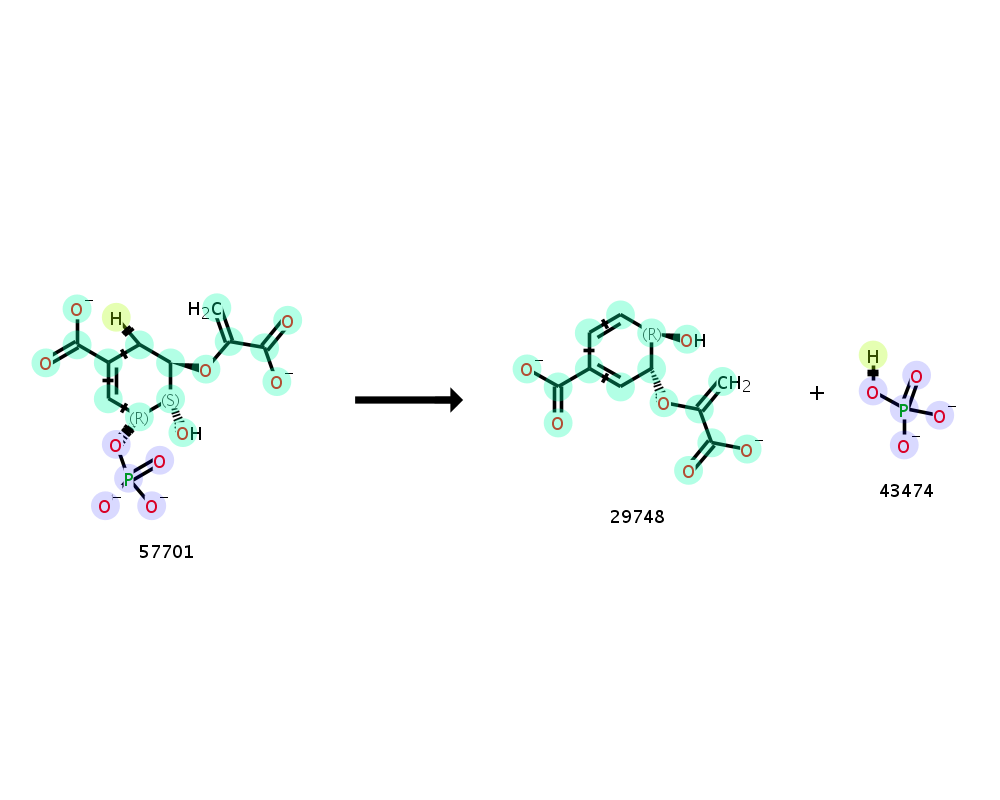 O⁻ H H₂C O
O O O⁻
(S)
(R) OH
O
P O
O⁻ O⁻
57701
(R) OH
O⁻
O O CH₂
O O⁻
29748
+
H
O O
P O⁻
O⁻
43474